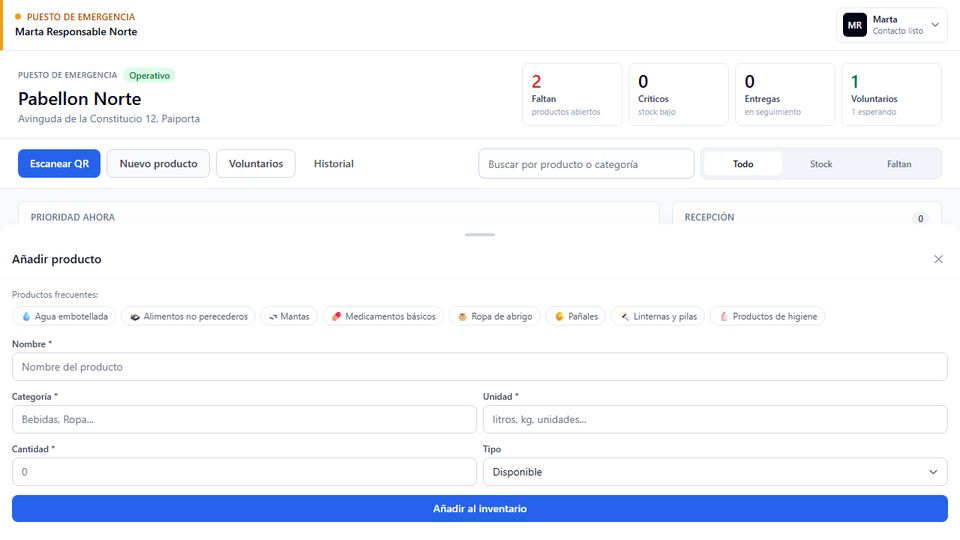 PUESTO DE EMERGENCIA
Marta Responsable Norte
MR
Marta
Contacto listo
PUESTO DE EMERGENCIA
Operativo
Pabellon Norte
Avinguda de la Constitucio 12, Paiporta
2
Faltan
productos abiertos
0
Criticos
stock bajo
0
Entregas
en seguimiento
1
Voluntarios
1 esperando
Escanear QR
Nuevo producto
Voluntarios
Historial
Buscar por producto o categoría
Todo
Stock
Faltan
PRIORIDAD AHORA
RECEPCIÓN
0
Añadir producto
Productos frecuentes:
Agua embotellada
Alimentos no perecederos
Mantas
Medicamentos básicos
Ropa de abrigo
Pañales
Linternas y pilas
Productos de higiene
Nombre *
Nombre del producto
Categoría *
Unidad *
Bebidas, Ropa...
litros, kg, unidades...
Cantidad *
Tipo
0
Disponible
Añadir al inventario